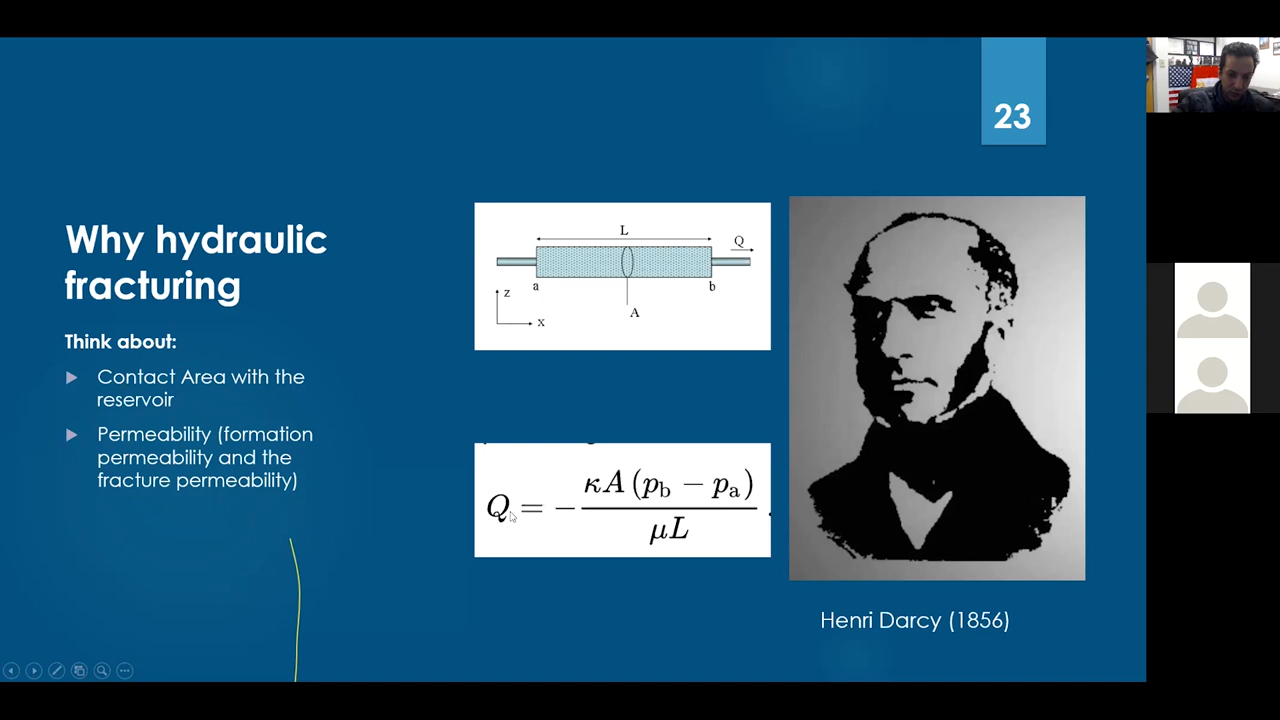 23
Why hydraulic
fracturing
Think about:
Contact Area with the
reservoir
Permeability (formation
permeability and the
fracture permeability)
L
Q
a
b
z
x
A
Q = − κA (p_b − p_a) / μL .
Henri Darcy (1856)